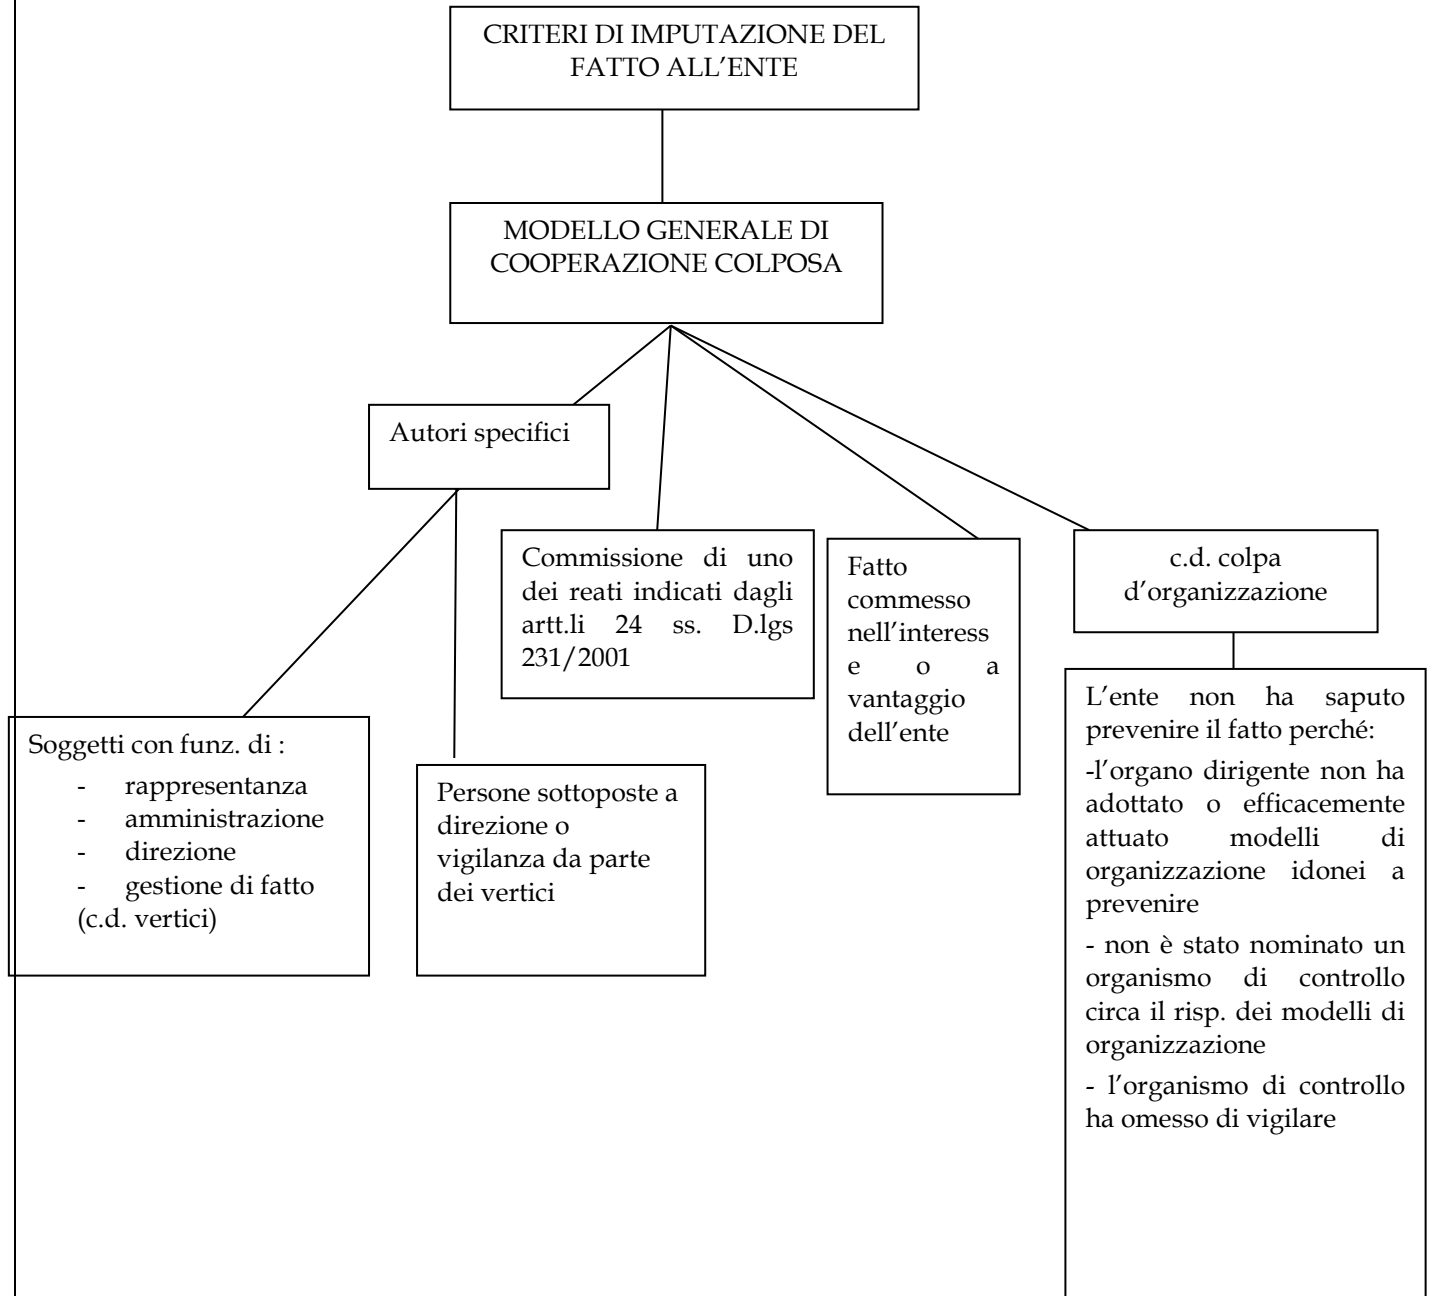 CRITERI DI IMPUTAZIONE DEL
FATTO ALL’ENTE
MODELLO GENERALE DI
COOPERAZIONE COLPOSA
Autori specifici
Commissione di uno
dei reati indicati dagli
artt.li 24 ss. D.lgs
231/2001
Fatto
commesso
nell’interess
e o a
vantaggio
dell’ente
c.d. colpa
d’organizzazione
Soggetti con funz. di :
- rappresentanza
- amministrazione
- direzione
- gestione di fatto
(c.d. vertici)
Persone sottoposte a
direzione o
vigilanza da parte
dei vertici
L’ente non ha saputo
prevenire il fatto perché:
-l’organo dirigente non ha
adottato o efficacemente
attuato modelli di
organizzazione idonei a
prevenire
- non è stato nominato un
organismo di controllo
circa il risp. dei modelli di
organizzazione
- l’organismo di controllo
ha omesso di vigilare